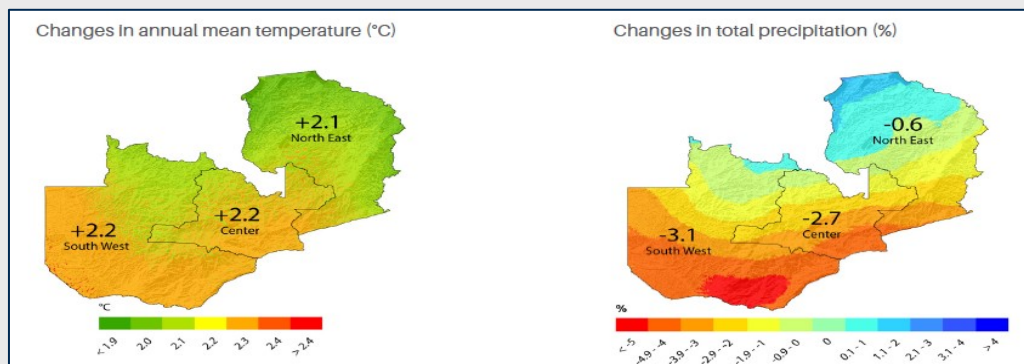 Changes in annual mean temperature (°C)
+2.1
North East
+2.2
South West
+2.2
Center
°C
< 1.9
2.0
2.1
2.2
2.3
2.4
> 2.4
Changes in total precipitation (%)
-0.6
North East
-3.1
South West
-2.7
Center
%
< -5
-4.9 - -4
-3.9 - -3
-2.9 - -2
-1.9 - -1
-0.9 - 0
0
0.1 - 1
1.1 - 2
2.1 - 3
3.1 - 4
> 4